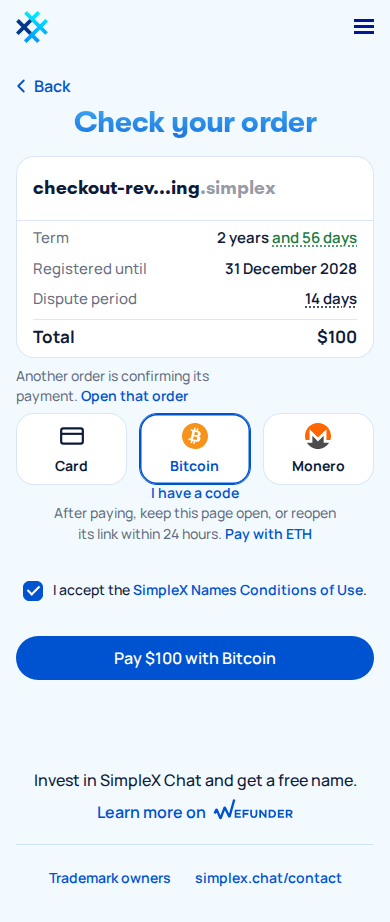 Back
Check your order
checkout-rev...ing.simplex
Term 2 years and 56 days
Registered until 31 December 2028
Dispute period 14 days
Total $100
Another order is confirming its
payment. Open that order
Card Bitcoin Monero
I have a code
After paying, keep this page open, or reopen
its link within 24 hours. Pay with ETH
I accept the SimpleX Names Conditions of Use.
Pay $100 with Bitcoin
Invest in SimpleX Chat and get a free name.
Learn more on WEFUNDER
Trademark owners simplex.chat/contact